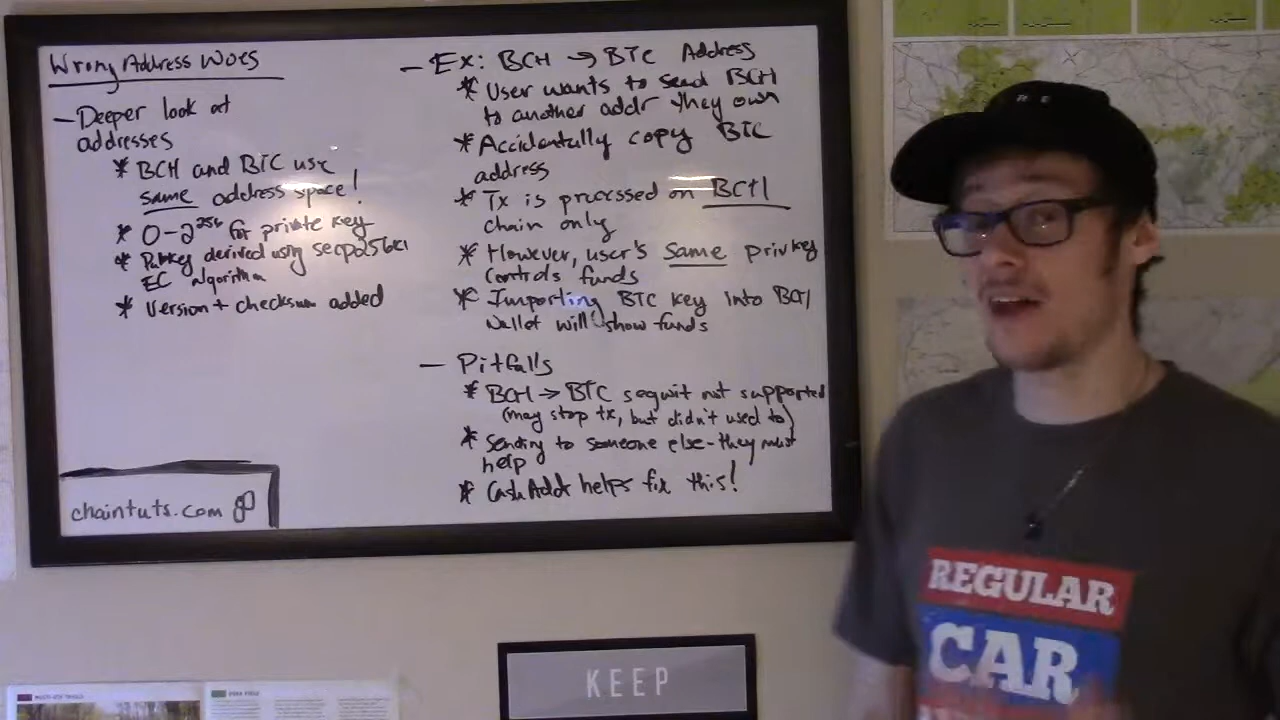 Wrong Address Woes
- Deeper look at
addresses
* BCH and BTC use
same address space!
* 0-2^256 for private key
* Pubkey derived using secp256k1
EC algorithm
* Version + checksum added
chaintuts.com
- Ex: BCH → BTC Address
* User wants to send BCH
to another addr they own
* Accidentally copy BTC
address
* Tx is processed on BCH
chain only
* However, user's same privkey
controls funds
* Importing BTC key into BCH
wallet will show funds
- Pitfalls
* BCH → BTC segwit not supported
(may stop tx, but didn't used to)
* Sending to someone else - they must
help
* CashAddr helps fix this!
KEEP
REGULAR
CAR